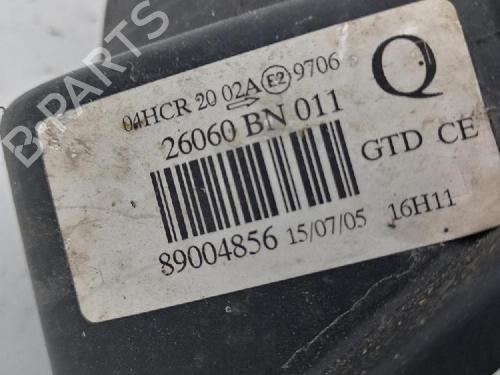 B-PARTS
04HCR 20 02A E2 9706
Q
26060 BN 011
GTD CE
89004856 15/07/05 16H11